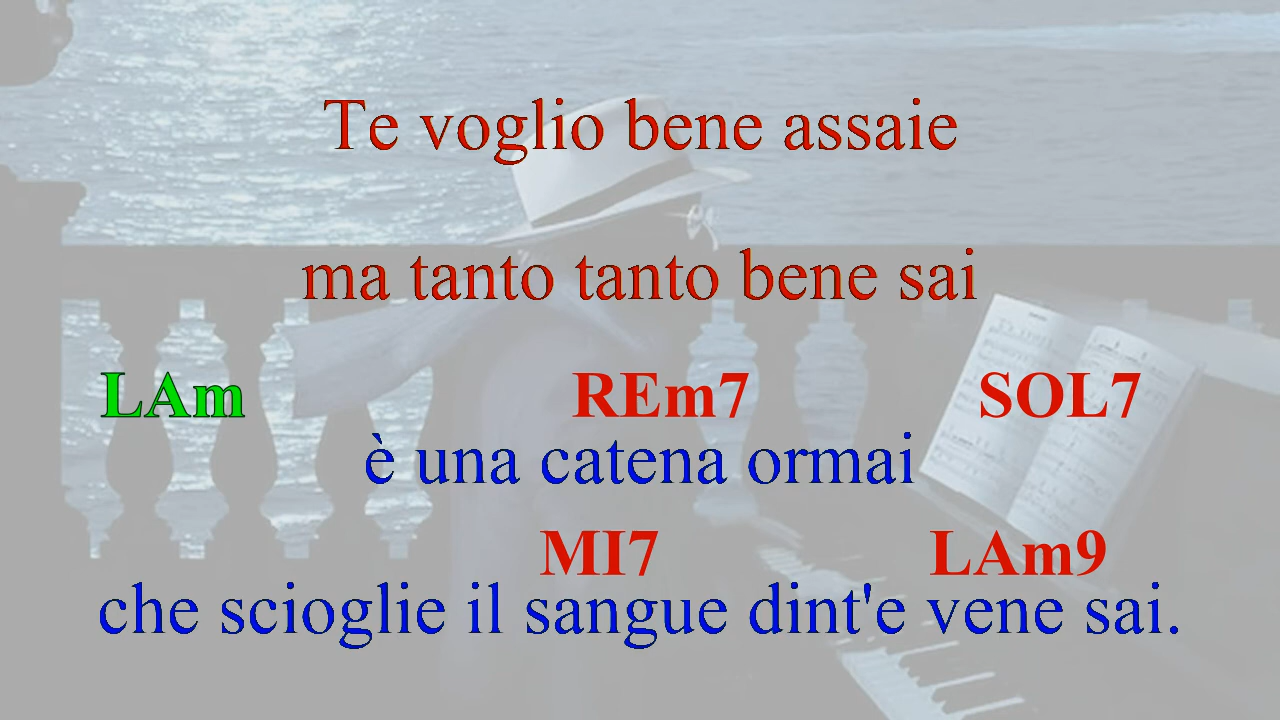 Te voglio bene assaie
ma tanto tanto bene sai
LAm REm7 SOL7
è una catena ormai
MI7 LAm9
che scioglie il sangue dint'e vene sai.